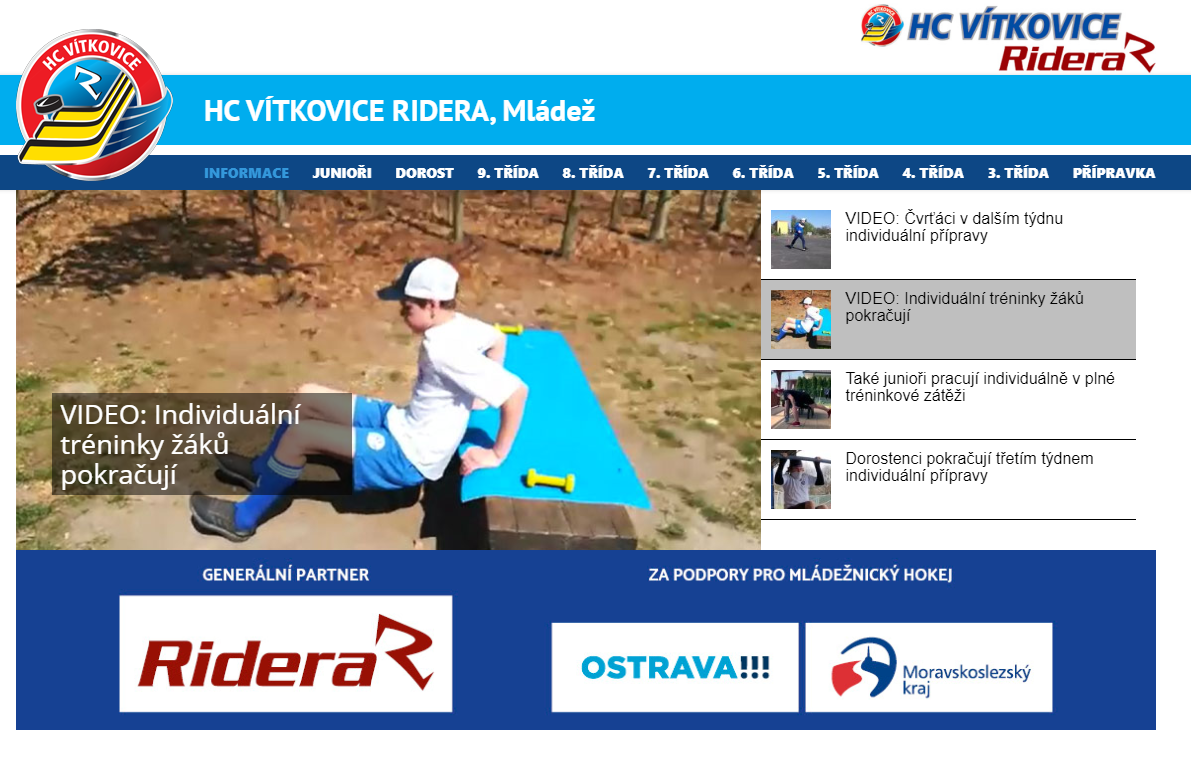 HC VÍTKOVICE
Ridera
HC VÍTKOVICE
HC VÍTKOVICE RIDERA, Mládež
INFORMACE JUNIOŘI DOROST 9. TŘÍDA 8. TŘÍDA 7. TŘÍDA 6. TŘÍDA 5. TŘÍDA 4. TŘÍDA 3. TŘÍDA PŘÍPRAVKA
VIDEO: Individuální
tréninky žáků
pokračují
VIDEO: Čvrťáci v dalším týdnu
individuální přípravy
VIDEO: Individuální tréninky žáků
pokračují
Také junioři pracují individuálně v plné
tréninkové zátěži
Dorostenci pokračují třetím týdnem
individuální přípravy
GENERÁLNÍ PARTNER
Ridera
ZA PODPORY PRO MLÁDEŽNICKÝ HOKEJ
OSTRAVA!!!
Moravskoslezský
kraj